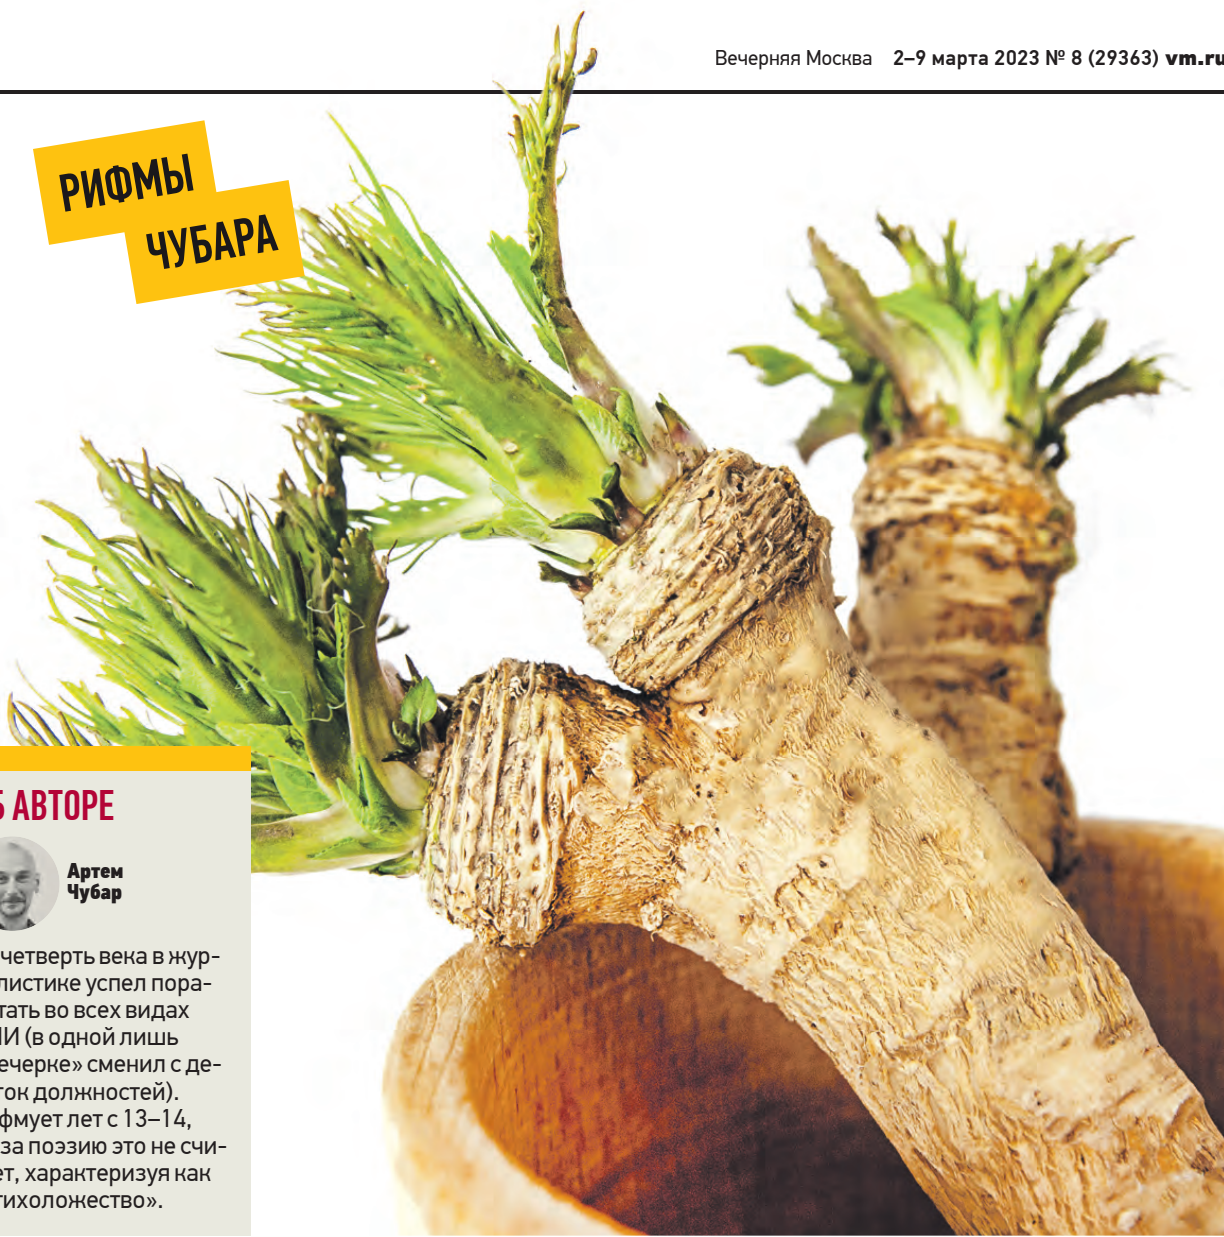 Вечерняя Москва 2–9 марта 2023 № 8 (29363) vm.ru
РИФМЫ
ЧУБАРА
Б АВТОРЕ
Артем
Чубар
четверть века в жур-
листике успел пора-
тать во всех видах
ИИ (в одной лишь
ечерке» сменил с де-
ток должностей).
фмует лет с 13–14,
за поэзию это не счи-
ет, характеризуя как
тихоложество».